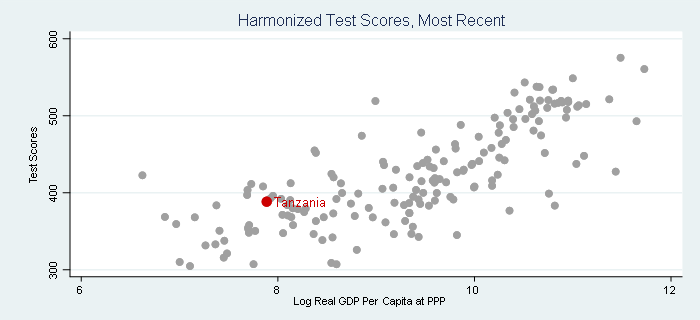 Harmonized Test Scores, Most Recent
600
500
400
300
Test Scores
Tanzania
6
8
10
12
Log Real GDP Per Capita at PPP